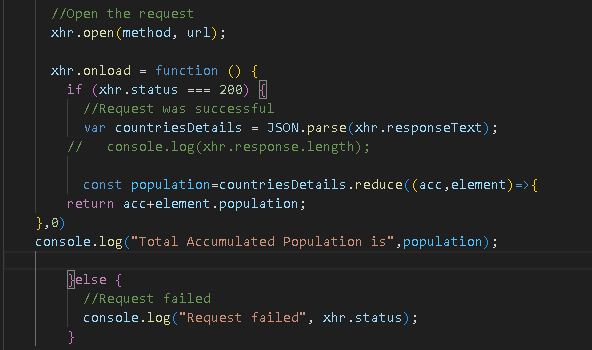 //Open the request
xhr.open(method, url);
xhr.onload = function () {
if (xhr.status === 200) {
//Request was successful
var countriesDetails = JSON.parse(xhr.responseText);
//   console.log(xhr.response.length);
const population=countriesDetails.reduce((acc,element)=>{
return acc+element.population;
},0)
console.log("Total Accumulated Population is",population);
}else {
//Request failed
console.log("Request failed", xhr.status);
}